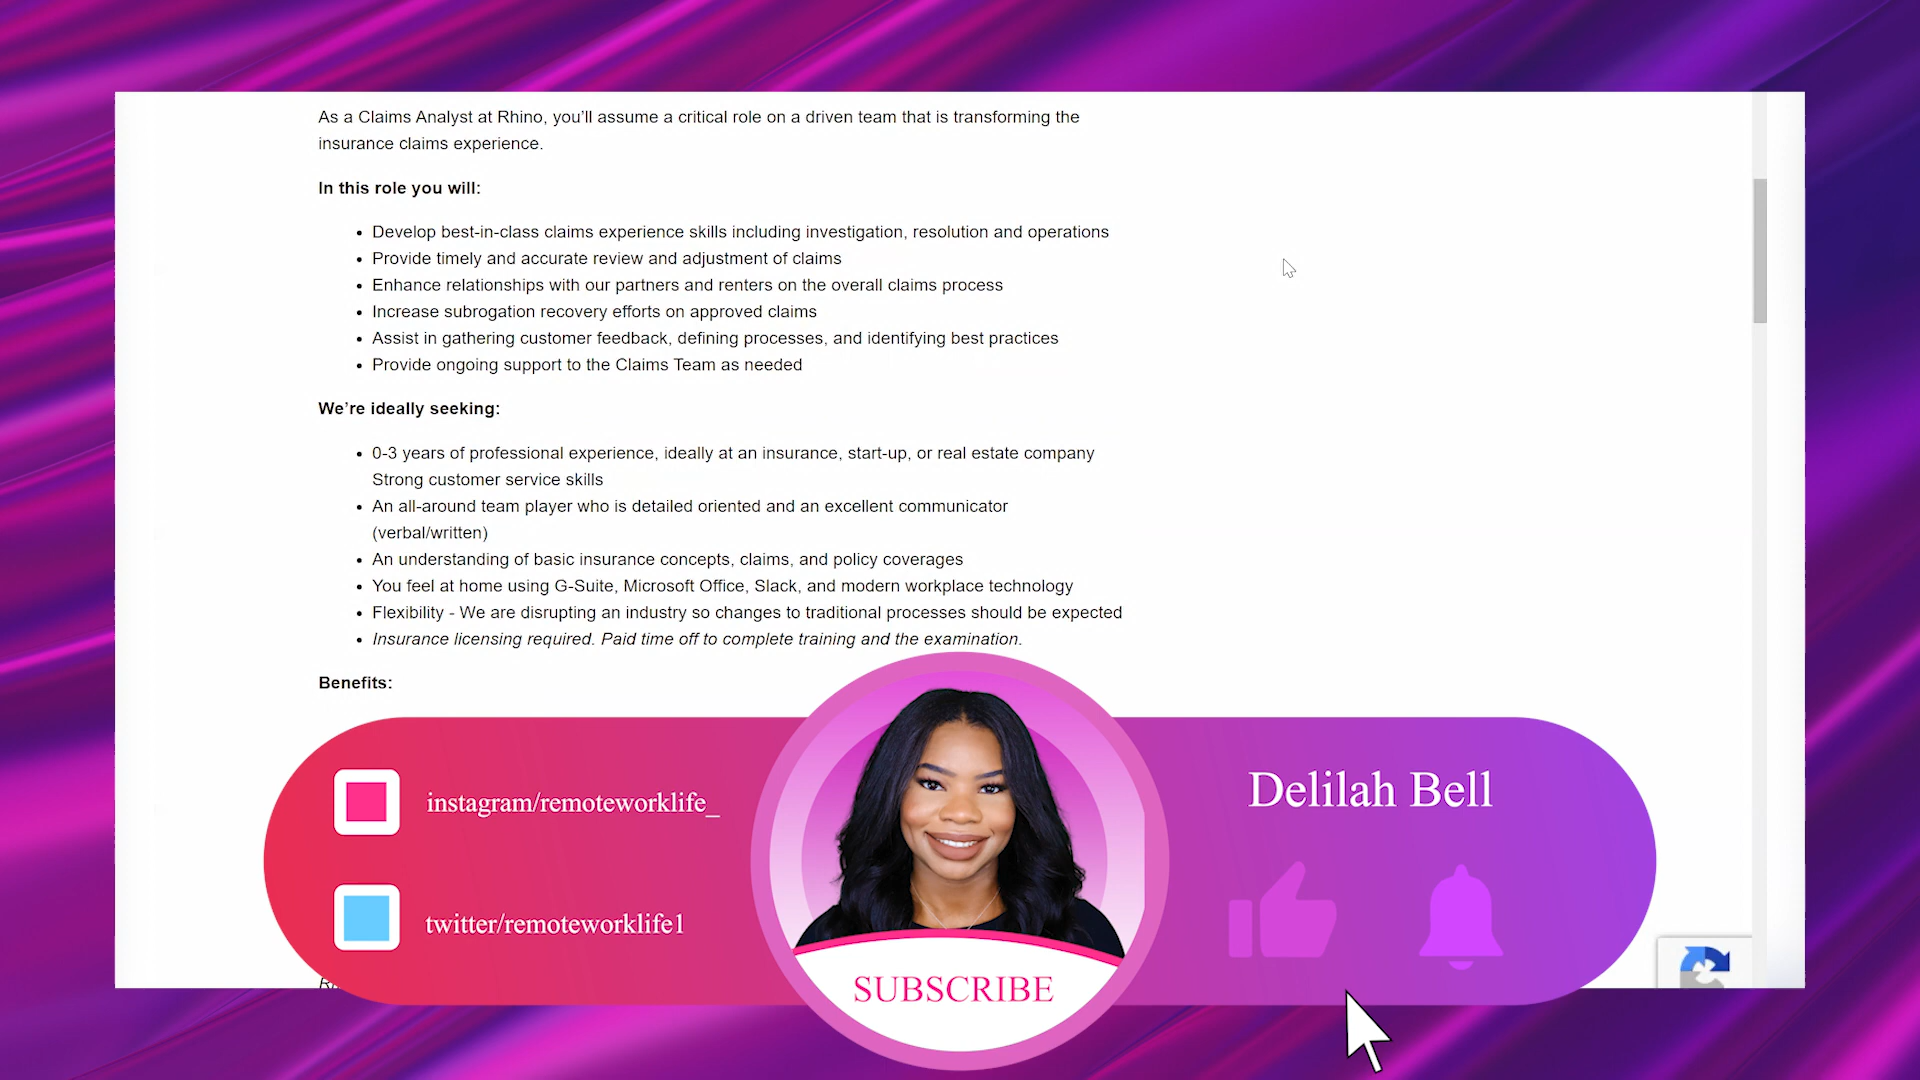 As a Claims Analyst at Rhino, you’ll assume a critical role on a driven team that is transforming the
insurance claims experience.
In this role you will:
Develop best-in-class claims experience skills including investigation, resolution and operations
Provide timely and accurate review and adjustment of claims
Enhance relationships with our partners and renters on the overall claims process
Increase subrogation recovery efforts on approved claims
Assist in gathering customer feedback, defining processes, and identifying best practices
Provide ongoing support to the Claims Team as needed
We’re ideally seeking:
0-3 years of professional experience, ideally at an insurance, start-up, or real estate company
Strong customer service skills
An all-around team player who is detailed oriented and an excellent communicator
(verbal/written)
An understanding of basic insurance concepts, claims, and policy coverages
You feel at home using G-Suite, Microsoft Office, Slack, and modern workplace technology
Flexibility - We are disrupting an industry so changes to traditional processes should be expected
Insurance licensing required. Paid time off to complete training and the examination.
Benefits:
instagram/remoteworklife_
twitter/remoteworklife1
Delilah Bell
SUBSCRIBE